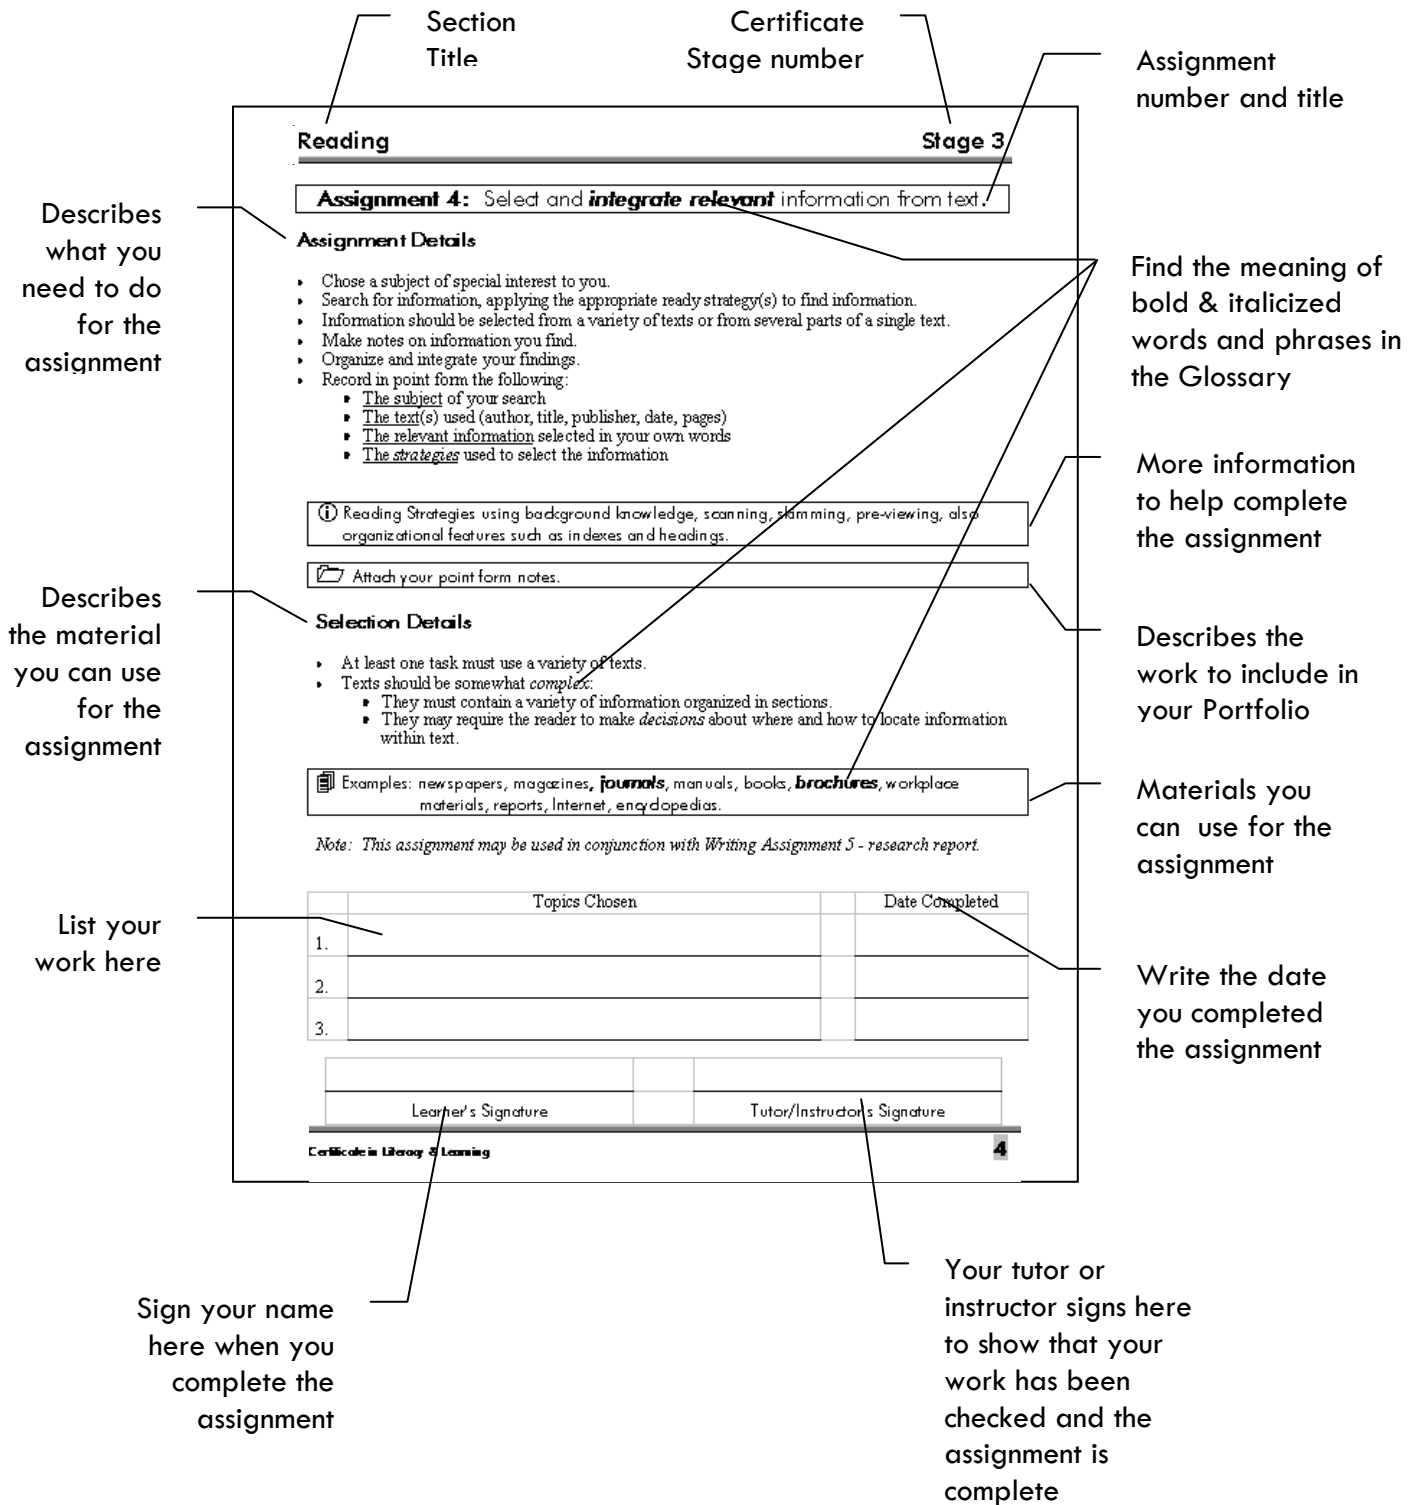 Section
Title
Certificate
Stage number
Assignment
number and title
Reading Stage 3
Assignment 4: Select and integrate relevant information from text.
Describes
what you
need to do
for the
assignment
Assignment Details
Find the meaning of
bold & italicized
words and phrases in
the Glossary
• Chose a subject of special interest to you.
• Search for information, applying the appropriate ready strategy(s) to find information.
• Information should be selected from a variety of texts or from several parts of a single text.
• Make notes on information you find.
• Organize and integrate your findings.
• Record in point form the following:
• The subject of your search
• The text(s) used (author, title, publisher, date, pages)
• The relevant information selected in your own words
• The strategies used to select the information
More information
to help complete
the assignment
Reading Strategies using background knowledge, scanning, skimming, pre-viewing, also
organizational features such as indexes and headings.
Attach your point form notes.
Describes
the material
you can use
for the
assignment
Selection Details
Describes the
work to include in
your Portfolio
• At least one task must use a variety of texts.
• Texts should be somewhat complex:
• They must contain a variety of information organized in sections.
• They may require the reader to make decisions about where and how to locate information
within text.
Examples: newspapers, magazines, journals, manuals, books, brochures, workplace
materials, reports, Internet, encyclopedias.
Materials you
can use for the
assignment
Note: This assignment may be used in conjunction with Writing Assignment 5 - research report.
Topics Chosen Date Completed
List your
work here
1.
2.
3.
Write the date
you completed
the assignment
Learner's Signature Tutor/Instructor's Signature
Certificate in Literacy & Learning 4
Sign your name
here when you
complete the
assignment
Your tutor or
instructor signs here
to show that your
work has been
checked and the
assignment is
complete